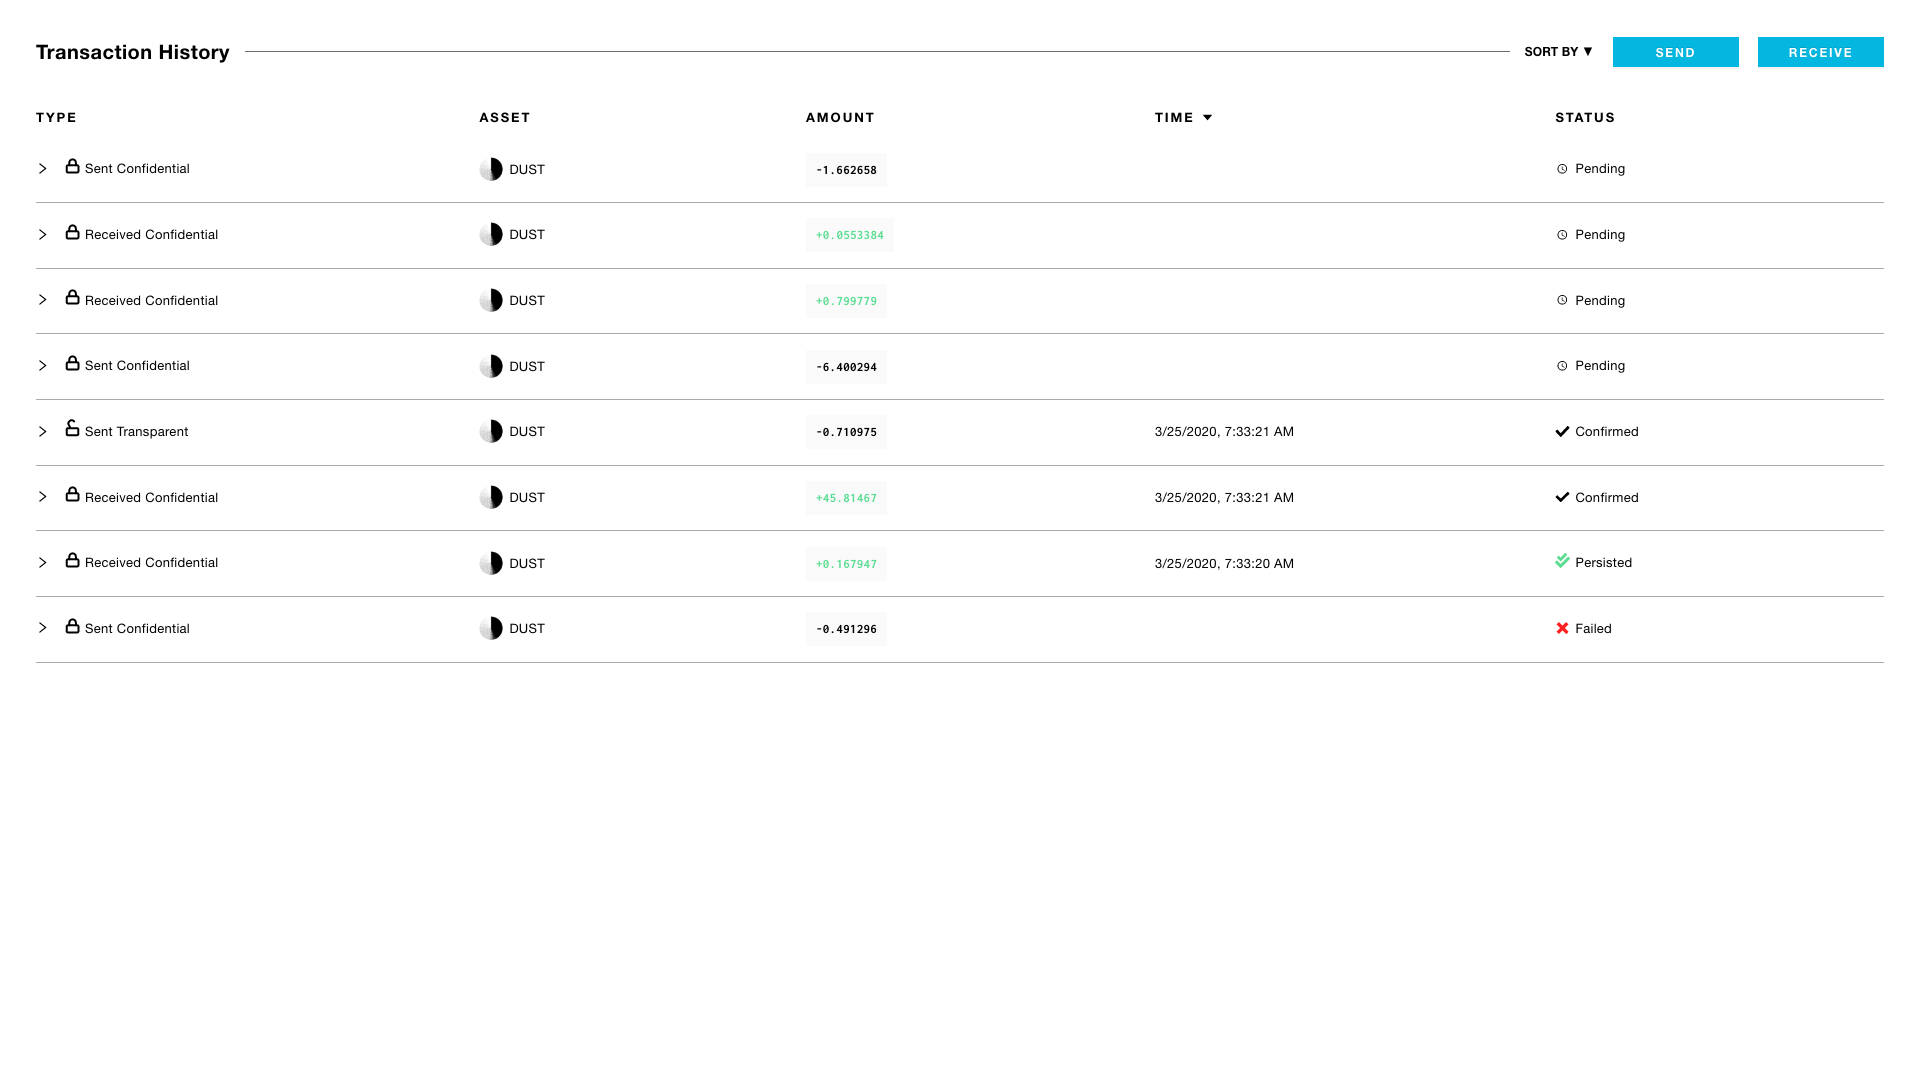 Transaction History SORT BY ▼ SEND RECEIVE
TYPE ASSET AMOUNT TIME STATUS
Sent Confidential DUST -1.662658 Pending
Received Confidential DUST +0.0553384 Pending
Received Confidential DUST +0.799779 Pending
Sent Confidential DUST -6.400294 Pending
Sent Transparent DUST -0.710975 3/25/2020, 7:33:21 AM Confirmed
Received Confidential DUST +45.81467 3/25/2020, 7:33:21 AM Confirmed
Received Confidential DUST +0.167947 3/25/2020, 7:33:20 AM Persisted
Sent Confidential DUST -0.491296 Failed